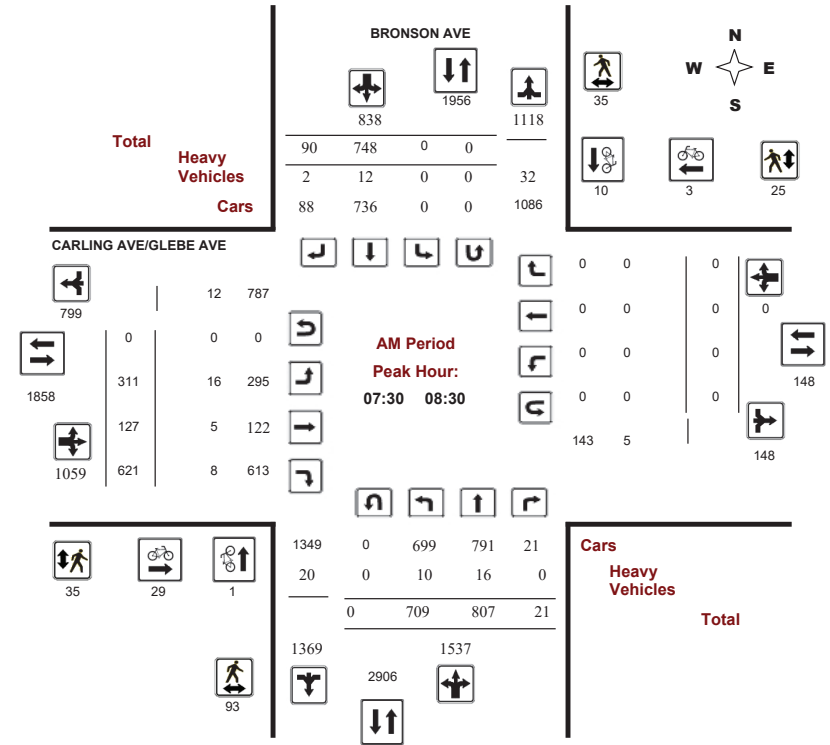 BRONSON AVE
N
W E
S
1956
35
838 1118
Total 90 748 0 0
Heavy
Vehicles 2 12 0 0 32
Cars 88 736 0 0 1086
10 3 25
CARLING AVE/GLEBE AVE
799 12 787
0 0 0
1858 311 16 295
127 5 122
1059 621 8 613
AM Period
Peak Hour:
07:30 08:30
0 0 0
0 0 0 0
0 0 0
0 0 0
148
143 5
148
1349 0 699 791 21 Cars
20 0 10 16 0 Heavy
Vehicles
0 709 807 21 Total
35 29 1
1369 1537
2906
93